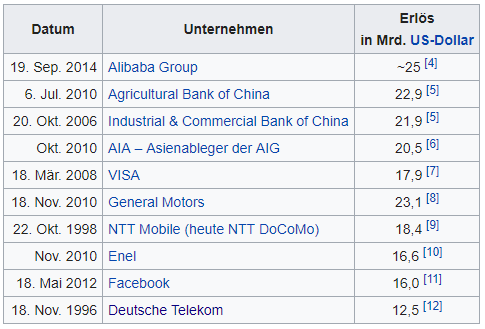 Datum Unternehmen Erlös
in Mrd. US-Dollar
19. Sep. 2014 Alibaba Group ~25 [4]
6. Jul. 2010 Agricultural Bank of China 22,9 [5]
20. Okt. 2006 Industrial & Commercial Bank of China 21,9 [5]
Okt. 2010 AIA – Asienableger der AIG 20,5 [6]
18. Mär. 2008 VISA 17,9 [7]
18. Nov. 2010 General Motors 23,1 [8]
22. Okt. 1998 NTT Mobile (heute NTT DoCoMo) 18,4 [9]
Nov. 2010 Enel 16,6 [10]
18. Mai 2012 Facebook 16,0 [11]
18. Nov. 1996 Deutsche Telekom 12,5 [12]